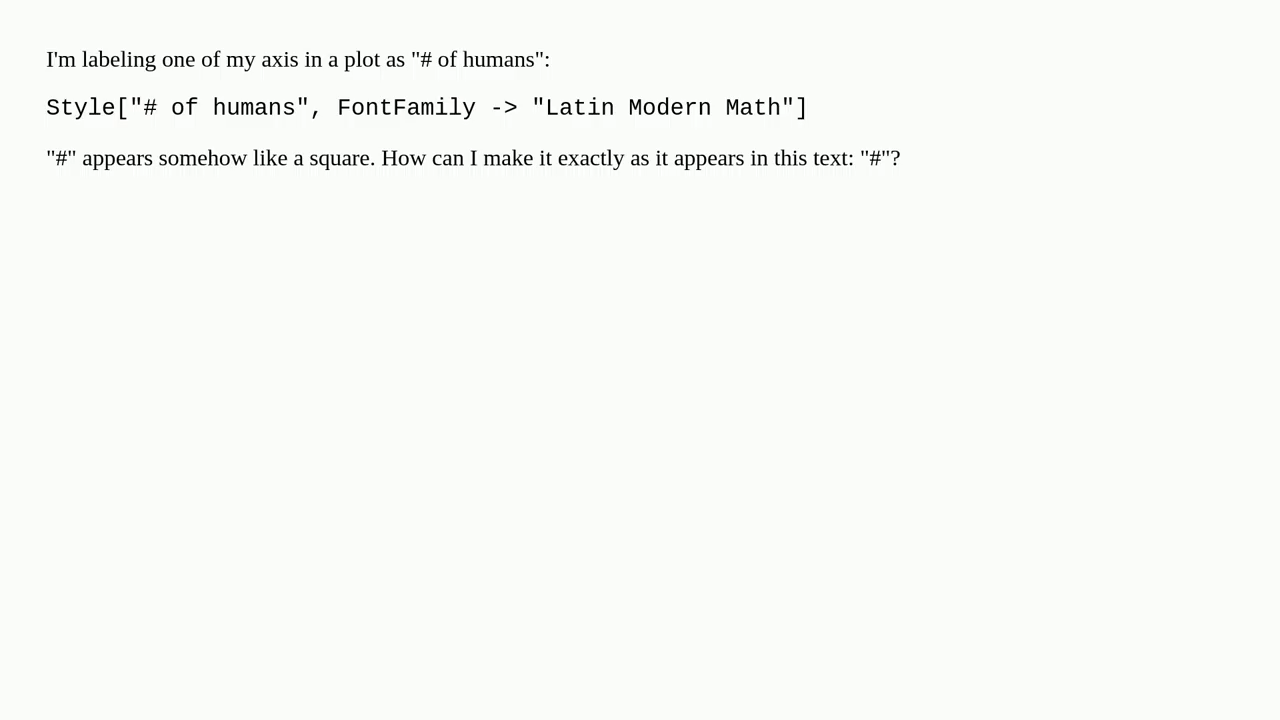 I'm labeling one of my axis in a plot as "# of humans":
Style["# of humans", FontFamily -> "Latin Modern Math"]
"#" appears somehow like a square. How can I make it exactly as it appears in this text: "#"?